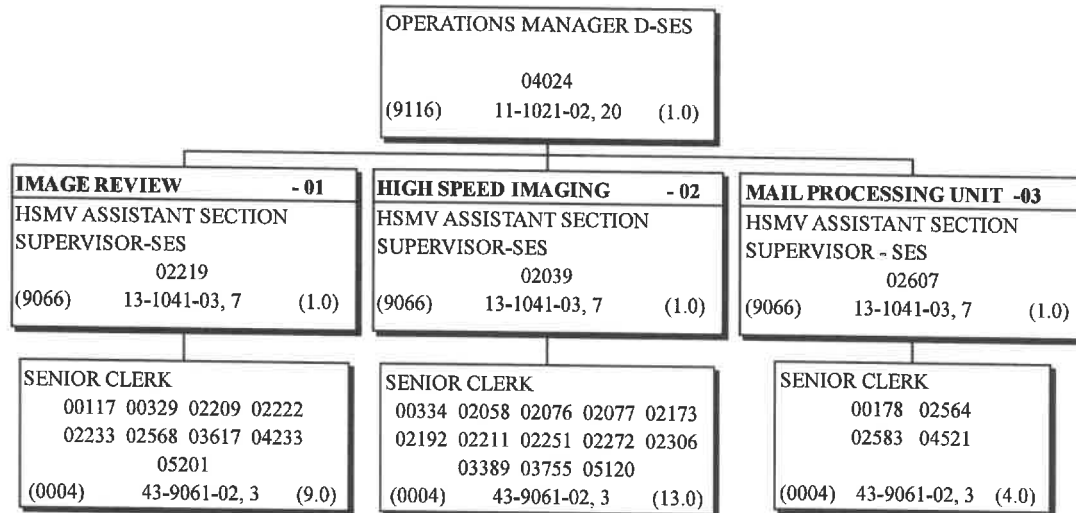 OPERATIONS MANAGER D-SES
04024
(9116) 11-1021-02, 20 (1.0)
IMAGE REVIEW - 01
HSMV ASSISTANT SECTION
SUPERVISOR-SES
02219
(9066) 13-1041-03, 7 (1.0)
SENIOR CLERK
00117 00329 02209 02222
02233 02568 03617 04233
05201
(0004) 43-9061-02, 3 (9.0)
HIGH SPEED IMAGING - 02
HSMV ASSISTANT SECTION
SUPERVISOR-SES
02039
(9066) 13-1041-03, 7 (1.0)
SENIOR CLERK
00334 02058 02076 02077 02173
02192 02211 02251 02272 02306
03389 03755 05120
(0004) 43-9061-02, 3 (13.0)
MAIL PROCESSING UNIT -03
HSMV ASSISTANT SECTION
SUPERVISOR - SES
02607
(9066) 13-1041-03, 7 (1.0)
SENIOR CLERK
00178 02564
02583 04521
(0004) 43-9061-02, 3 (4.0)